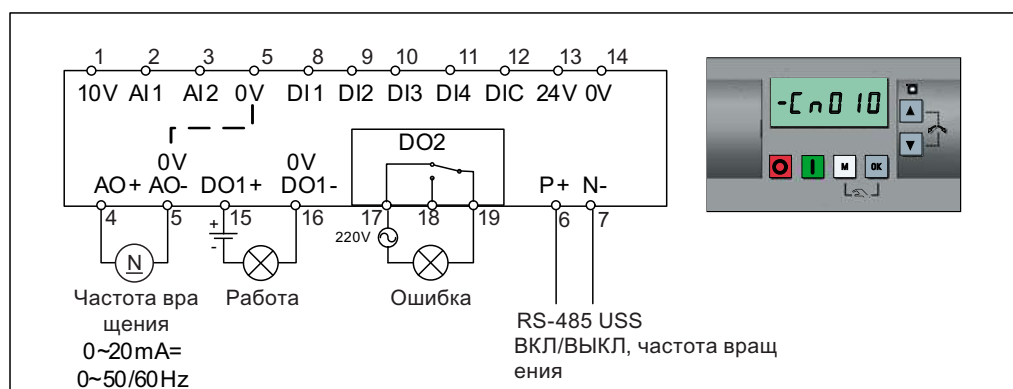 1 2 3 5 8 9 10 11 12 13 14
10V AI1 AI2 0V DI1 DI2 DI3 DI4 DIC 24V 0V
-Cn010
DO2
0V 0V
AO+ AO- DO1+ DO1- P+ N-
4 5 15 16 17 18 19 6 7
+
-
220V
N
M OK
Частота вра
щения
0~20mA=
0~50/60Hz
Работа
Ошибка
RS-485 USS
ВКЛ/ВЫКЛ, частота вращ
ения